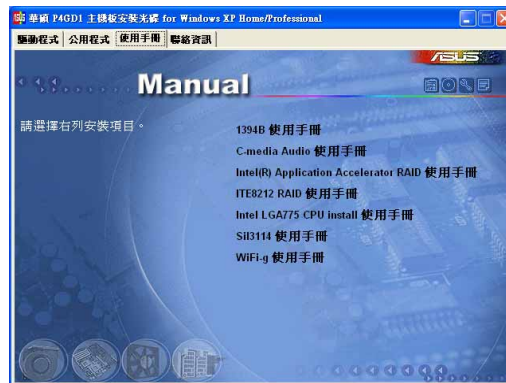 華碩 P4GD1 主機板安裝光碟 for Windows XP Home/Professional
驅動程式 公用程式 使用手冊 聯絡資訊
ASUS
Manual
請選擇右列安裝項目。
1394B 使用手冊
C-media Audio 使用手冊
Intel(R) Application Accelerator RAID 使用手冊
ITE8212 RAID 使用手冊
Intel LGA775 CPU install 使用手冊
SiI3114 使用手冊
WiFi-g 使用手冊